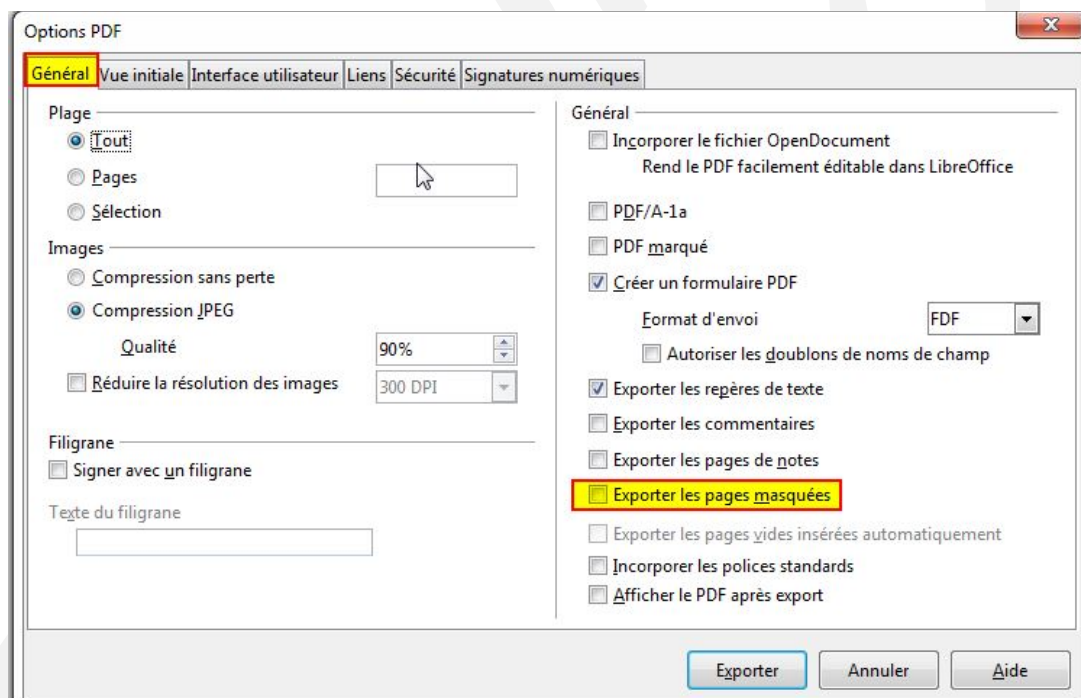 Options PDF
Général Vue initiale Interface utilisateur Liens Sécurité Signatures numériques
Plage
Tout
Pages
Sélection
Images
Compression sans perte
Compression JPEG
Qualité 90%
Réduire la résolution des images 300 DPI
Filigrane
Signer avec un filigrane
Texte du filigrane
Général
Incorporer le fichier OpenDocument
Rend le PDF facilement éditable dans LibreOffice
PDF/A-1a
PDF marqué
Créer un formulaire PDF
Format d'envoi FDF
Autoriser les doublons de noms de champ
Exporter les repères de texte
Exporter les commentaires
Exporter les pages de notes
Exporter les pages masquées
Exporter les pages vides insérées automatiquement
Incorporer les polices standards
Afficher le PDF après export
Exporter Annuler Aide